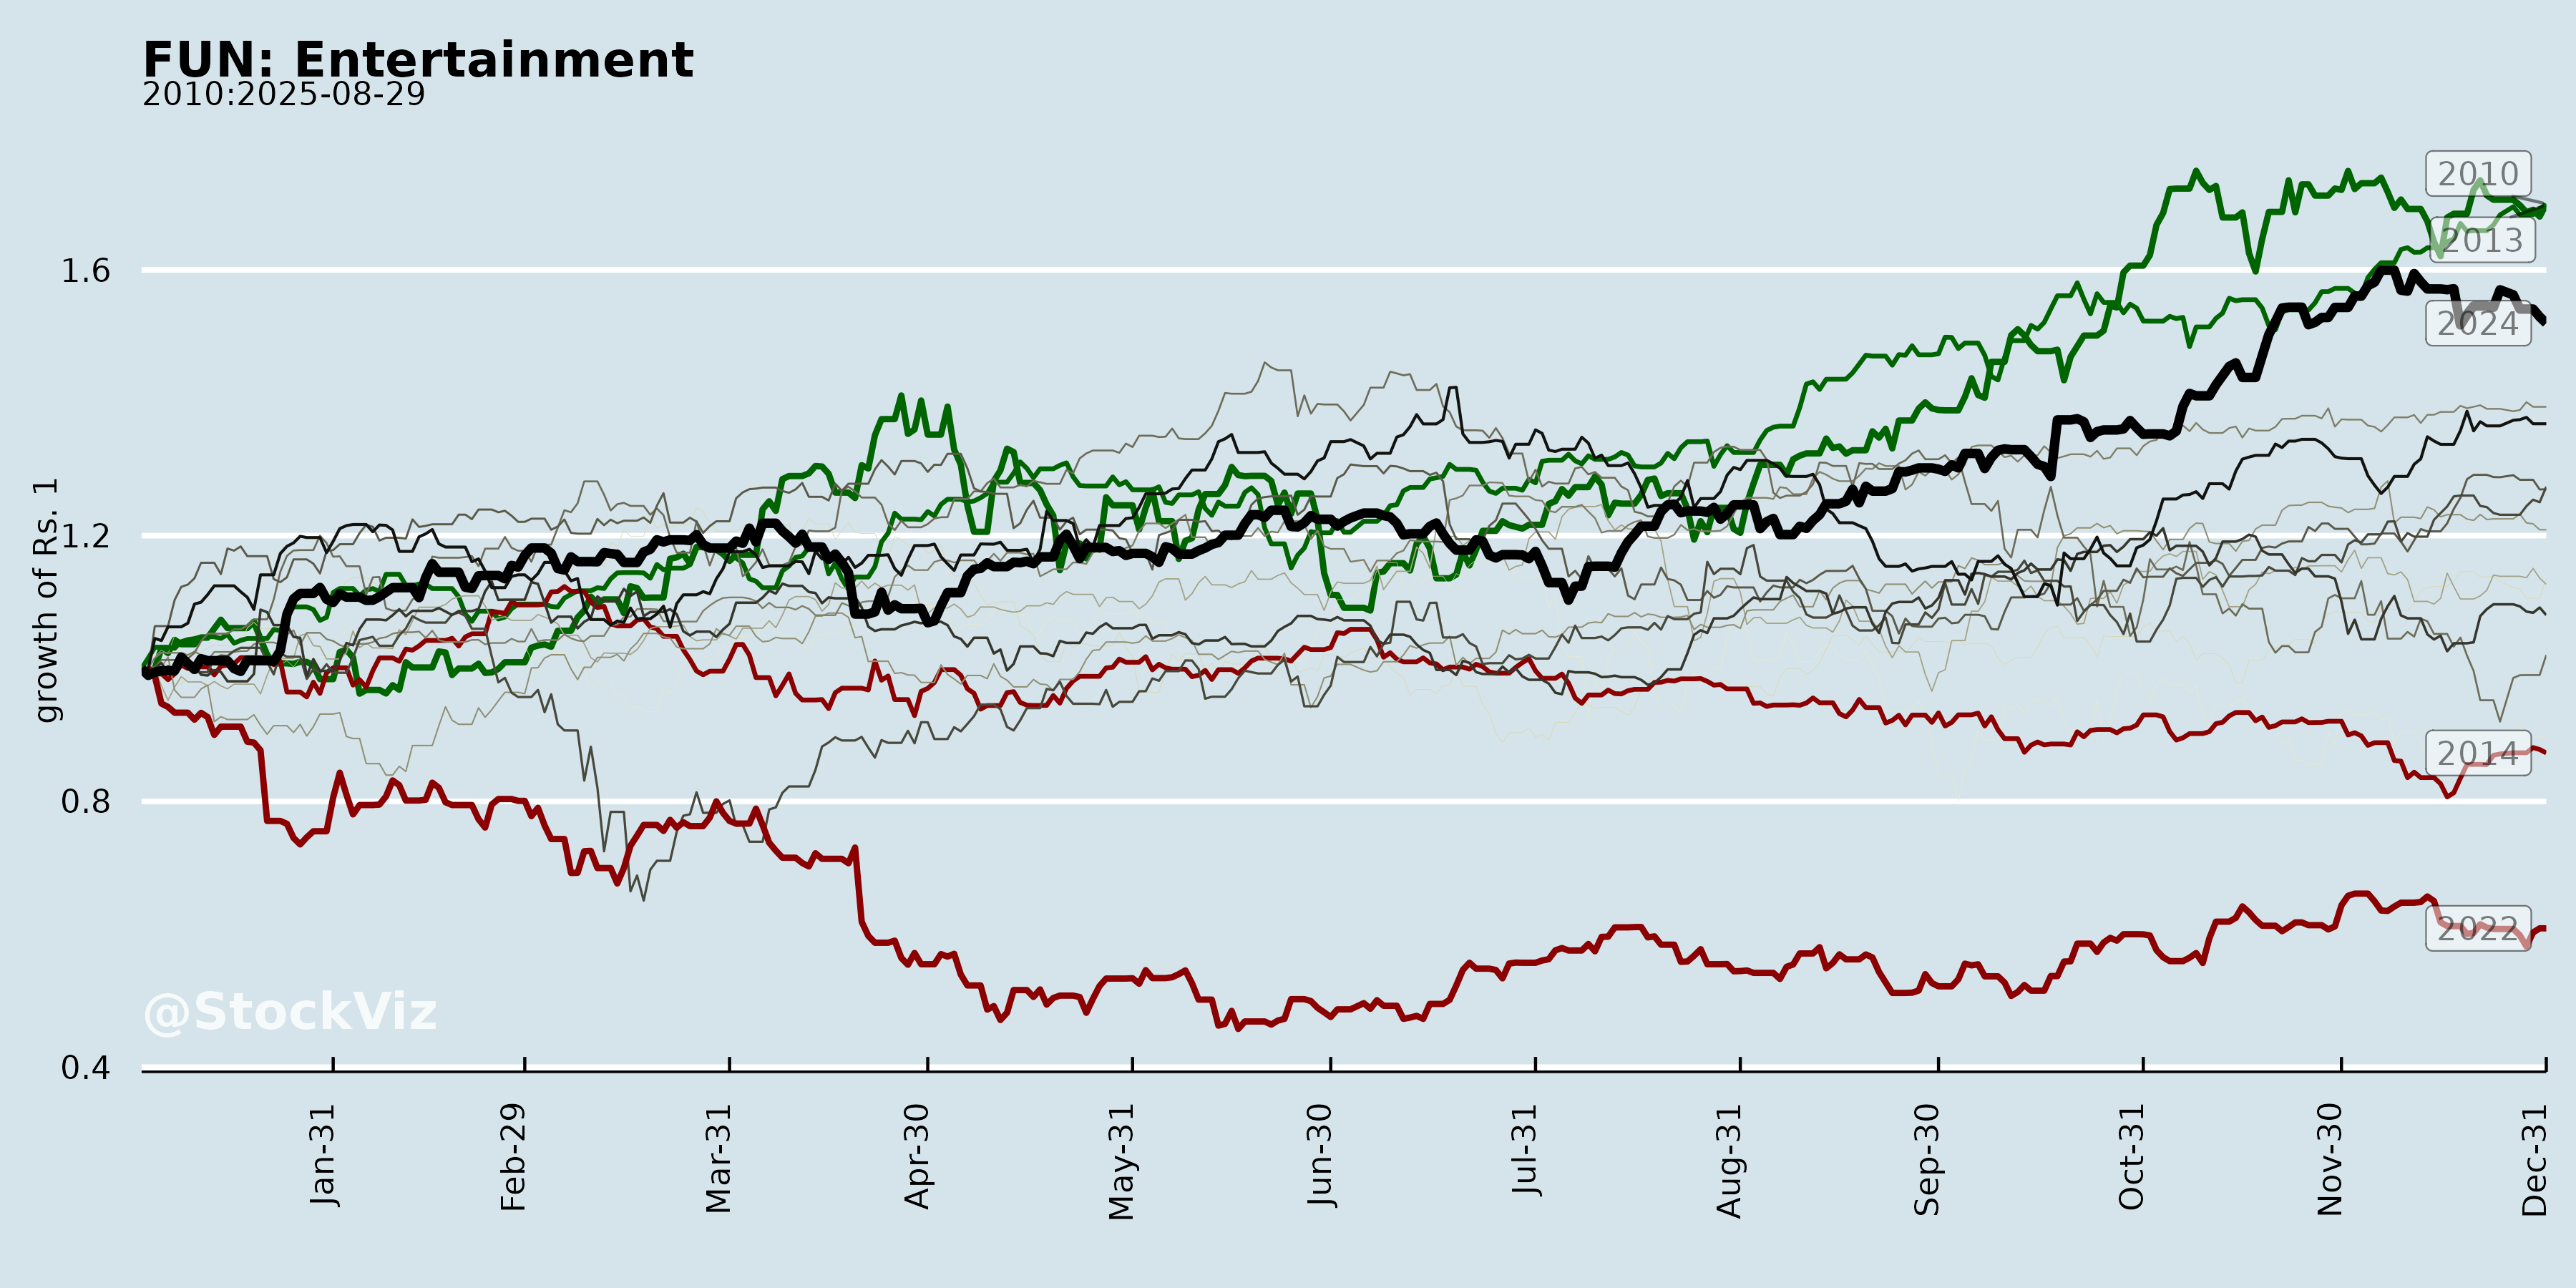 FUN: Entertainment
2010:2025-08-29
growth of Rs. 1
1.6
1.2
0.8
0.4
2010
2013
2024
2014
2022
@StockViz
Jan-31
Feb-29
Mar-31
Apr-30
May-31
Jun-30
Jul-31
Aug-31
Sep-30
Oct-31
Nov-30
Dec-31